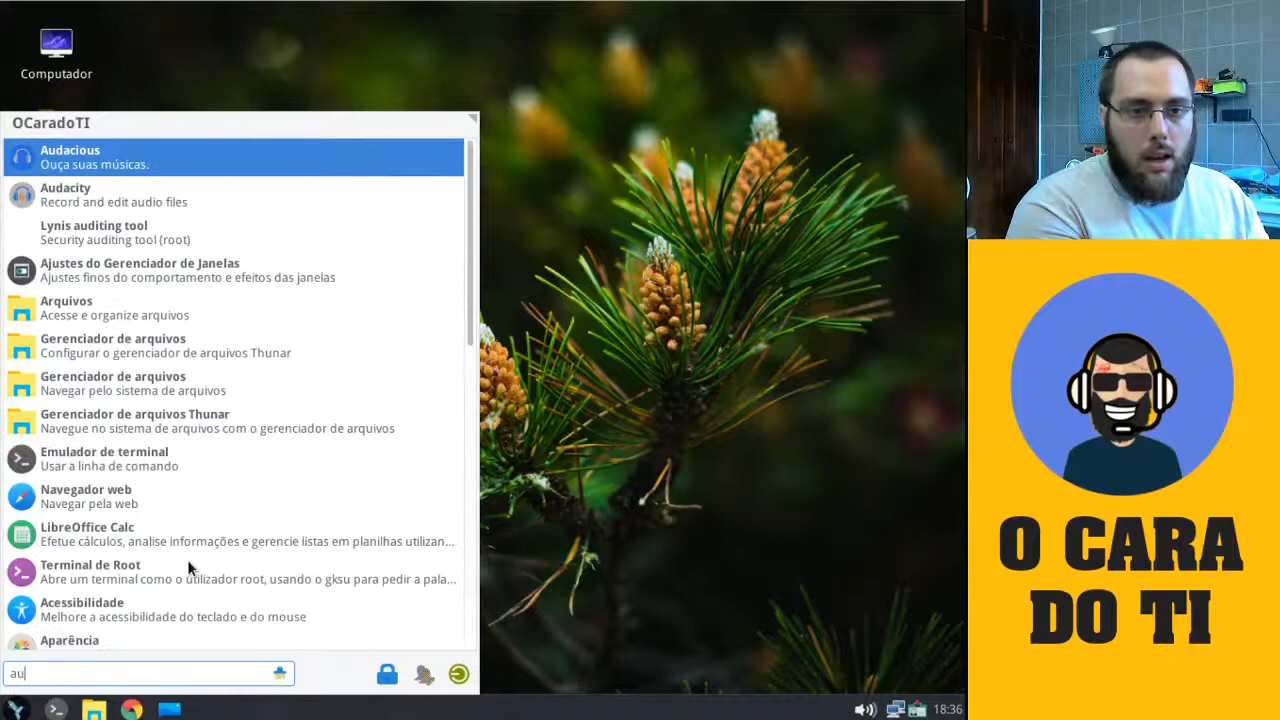 Computador
OCaradoTI
Audacious
Ouça suas músicas.
Audacity
Record and edit audio files
Lynis auditing tool
Security auditing tool (root)
Ajustes do Gerenciador de Janelas
Ajustes finos do comportamento e efeitos das janelas
Arquivos
Acesse e organize arquivos
Gerenciador de arquivos
Configurar o gerenciador de arquivos Thunar
Gerenciador de arquivos
Navegar pelo sistema de arquivos
Gerenciador de arquivos Thunar
Navegue no sistema de arquivos com o gerenciador de arquivos
Emulador de terminal
Usar a linha de comando
Navegador web
Navegar pela web
LibreOffice Calc
Efetue cálculos, analise informações e gerencie listas em planilhas utilizan...
Terminal de Root
Abre um terminal como o utilizador root, usando o gksu para pedir a pala...
Acessibilidade
Melhore a acessibilidade do teclado e do mouse
Aparência
au
18:36
O CARA
DO TI